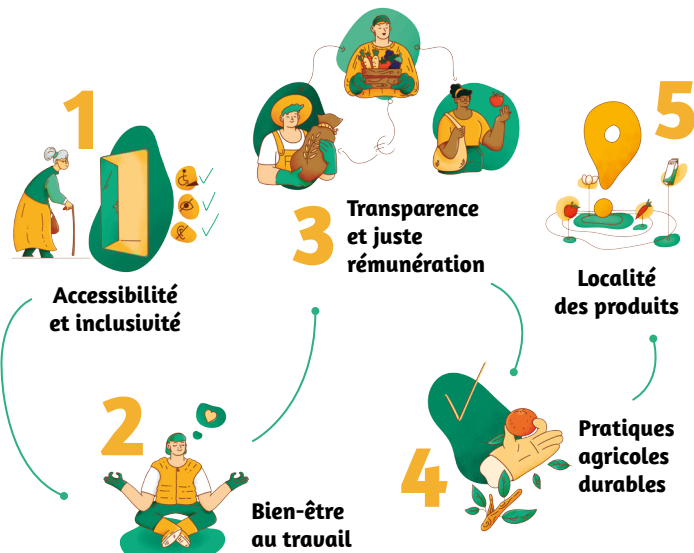 1
Accessibilité
et inclusivité
2
Bien-être
au travail
3
Transparence
et juste
rémunération
€
4
Pratiques
agricoles
durables
5
Localité
des produits